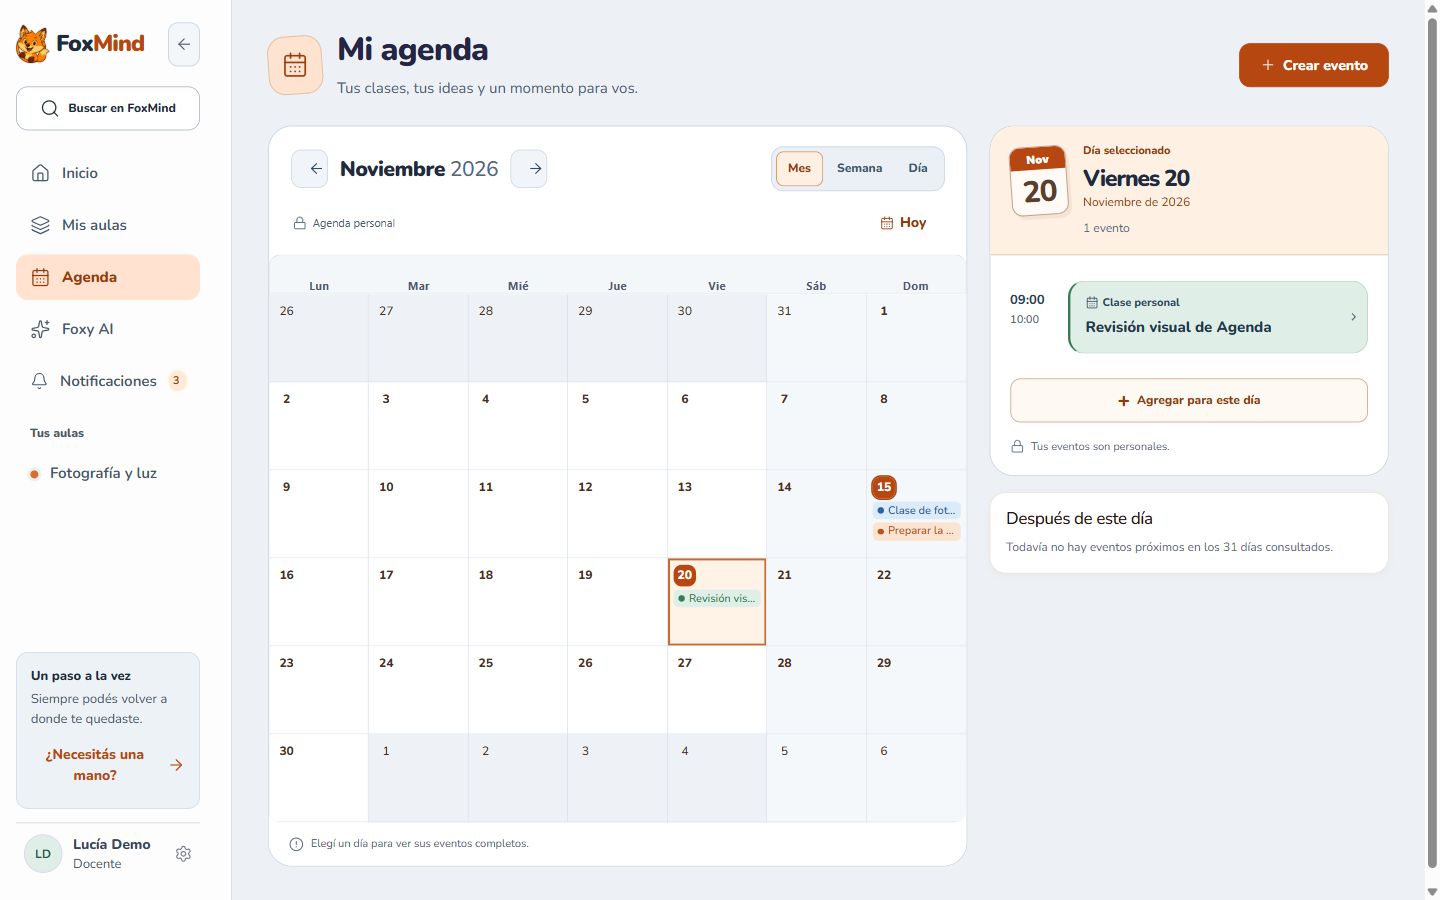 FoxMind
Buscar en FoxMind
Inicio
Mis aulas
Agenda
Foxy AI
Notificaciones 3
Tus aulas
Fotografía y luz
Un paso a la vez
Siempre podés volver a
donde te quedaste.
¿Necesitás una
mano?
LD
Lucía Demo
Docente
Mi agenda
Tus clases, tus ideas y un momento para vos.
Crear evento
Noviembre 2026
Mes Semana Día
Agenda personal
Hoy
Lun Mar Mié Jue Vie Sáb Dom
26 27 28 29 30 31 1
2 3 4 5 6 7 8
9 10 11 12 13 14 15
Clase de fot...
Preparar la ...
16 17 18 19 20 21 22
Revisión vis...
23 24 25 26 27 28 29
30 1 2 3 4 5 6
Elegí un día para ver sus eventos completos.
Nov
20
Día seleccionado
Viernes 20
Noviembre de 2026
1 evento
09:00
10:00
Clase personal
Revisión visual de Agenda
Agregar para este día
Tus eventos son personales.
Después de este día
Todavía no hay eventos próximos en los 31 días consultados.